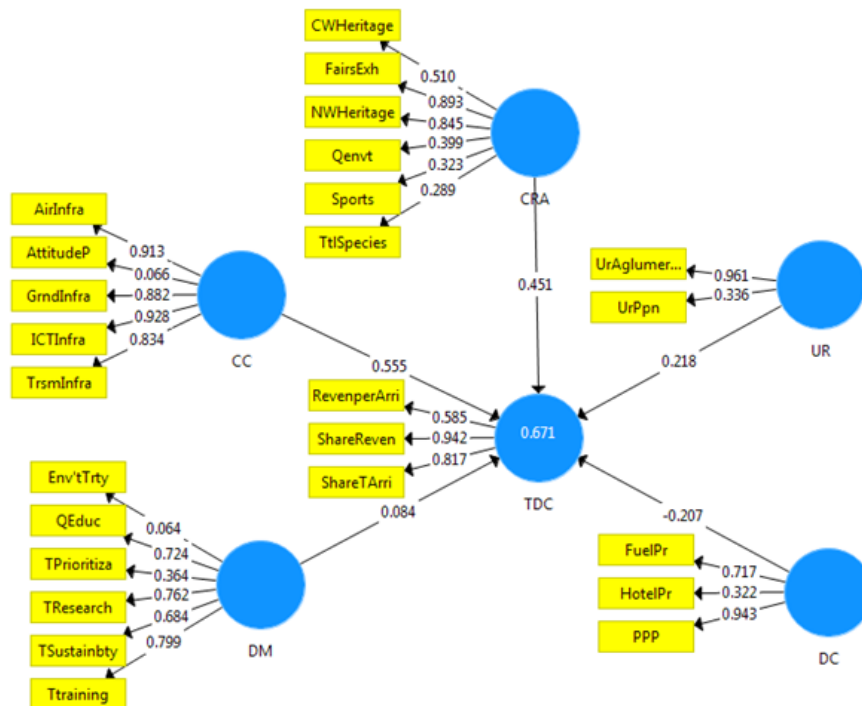 CWHeritage
FairsExh
NWHeritage
Qenvt
Sports
TtlSpecies
0.510
0.893
0.845
0.399
0.323
0.289
CRA
0.451
AirInfra
AttitudeP
GrndInfra
ICTInfra
TrsmInfra
0.913
0.066
0.882
0.928
0.834
CC
0.555
UrAglumer...
UrPpn
0.961
0.336
UR
0.218
RevenperArri
ShareReven
ShareTArri
0.585
0.942
0.817
0.671
TDC
Env'tTrty
QEduc
TPrioritiza
TResearch
TSustainbty
Ttraining
0.064
0.724
0.364
0.762
0.684
0.799
DM
0.084
-0.207
FuelPr
HotelPr
PPP
0.717
0.322
0.943
DC